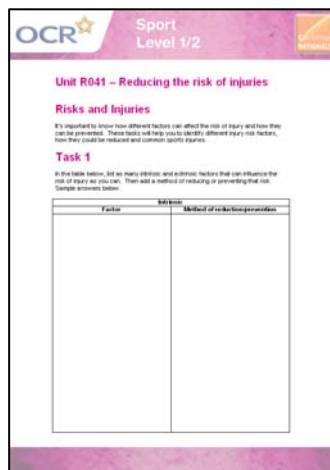 OCR
Sport
Level 1/2
Unit R041 – Reducing the risk of injuries
Risks and Injuries
It's important to know how different factors can affect the risk of injury and how they
can be prevented. These tasks will help you to identify different injury risk factors,
how they could be reduced and common sports injuries.
Task 1
In the table below, list as many intrinsic and extrinsic factors that can influence the
risk of injury as you can. Then add a method of reducing or preventing that risk.
Sample answers below
Intrinsic
Factor
Method of reduction/prevention